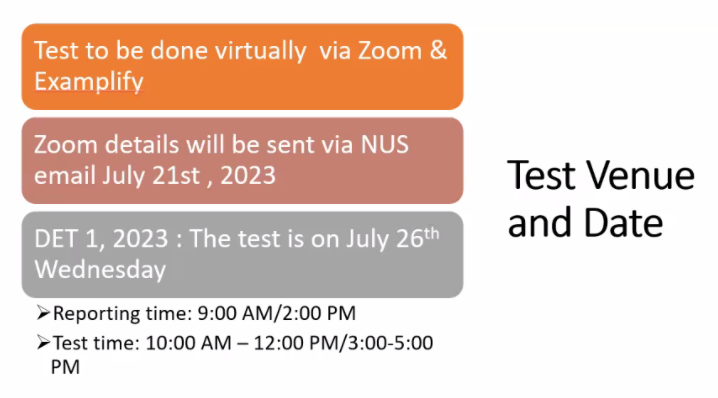 Test to be done virtually  via Zoom &
Examplify
Zoom details will be sent via NUS
email July 21st , 2023
DET 1, 2023 : The test is on July 26th
Wednesday
➢Reporting time: 9:00 AM/2:00 PM
➢Test time: 10:00 AM – 12:00 PM/3:00-5:00
PM
Test Venue
and Date